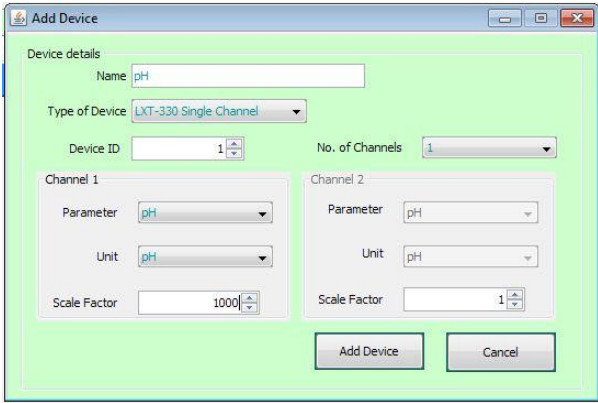 Add Device
Device details
Name pH
Type of Device LXT-330 Single Channel
Device ID 1 No. of Channels 1
Channel 1
Parameter pH
Unit pH
Scale Factor 1000
Channel 2
Parameter pH
Unit pH
Scale Factor 1
Add Device Cancel